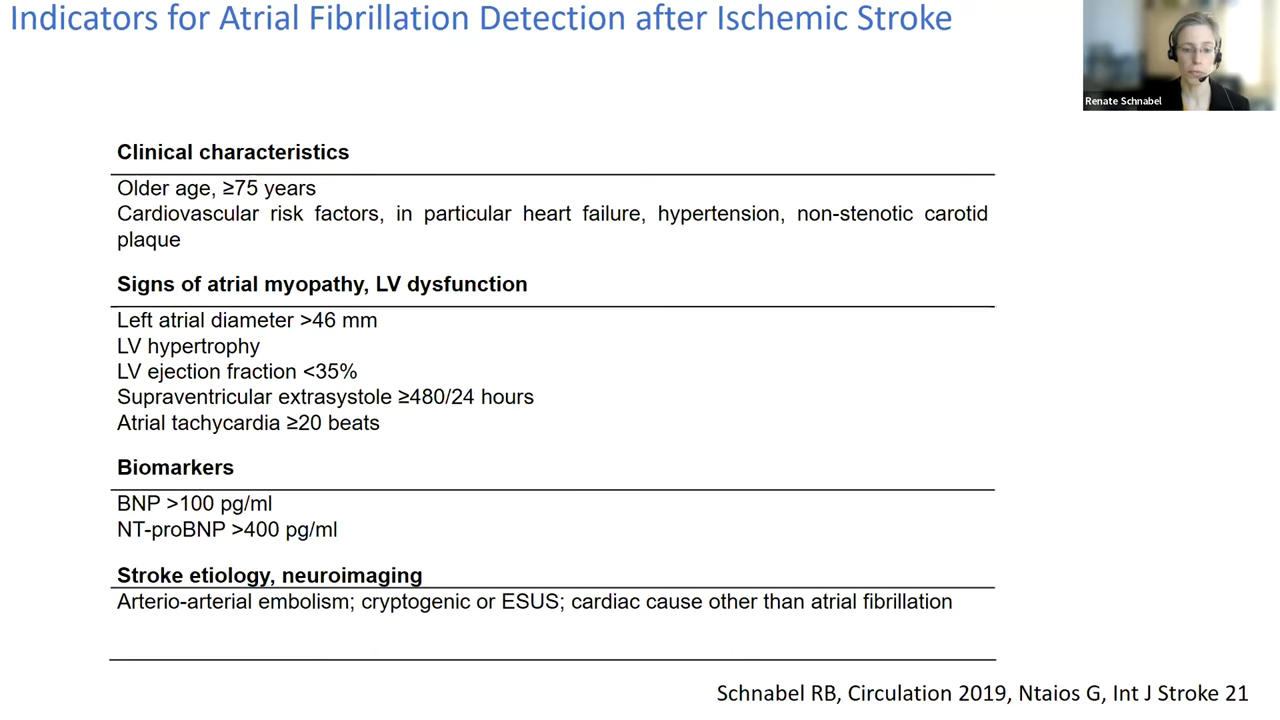 Indicators for Atrial Fibrillation Detection after Ischemic Stroke
Renate Schnabel
Clinical characteristics
Older age, ≥75 years
Cardiovascular risk factors, in particular heart failure, hypertension, non-stenotic carotid
plaque
Signs of atrial myopathy, LV dysfunction
Left atrial diameter >46 mm
LV hypertrophy
LV ejection fraction <35%
Supraventricular extrasystole ≥480/24 hours
Atrial tachycardia ≥20 beats
Biomarkers
BNP >100 pg/ml
NT-proBNP >400 pg/ml
Stroke etiology, neuroimaging
Arterio-arterial embolism; cryptogenic or ESUS; cardiac cause other than atrial fibrillation
Schnabel RB, Circulation 2019, Ntaios G, Int J Stroke 21